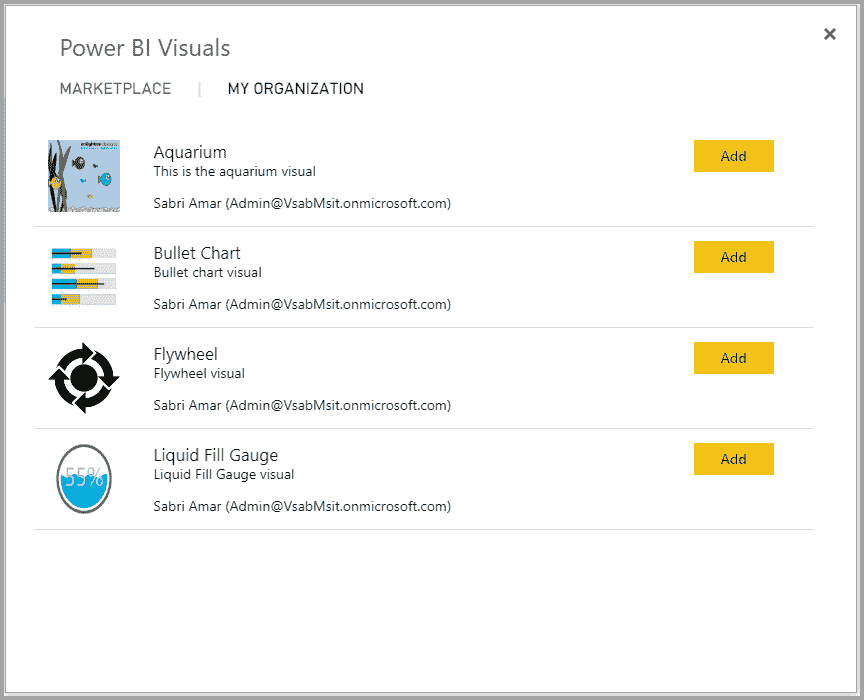 Power BI Visuals
MARKETPLACE | MY ORGANIZATION
Aquarium
This is the aquarium visual
Sabri Amar (Admin@VsabMsit.onmicrosoft.com)
Add
Bullet Chart
Bullet chart visual
Sabri Amar (Admin@VsabMsit.onmicrosoft.com)
Add
Flywheel
Flywheel visual
Sabri Amar (Admin@VsabMsit.onmicrosoft.com)
Add
55%
Liquid Fill Gauge
Liquid Fill Gauge visual
Sabri Amar (Admin@VsabMsit.onmicrosoft.com)
Add